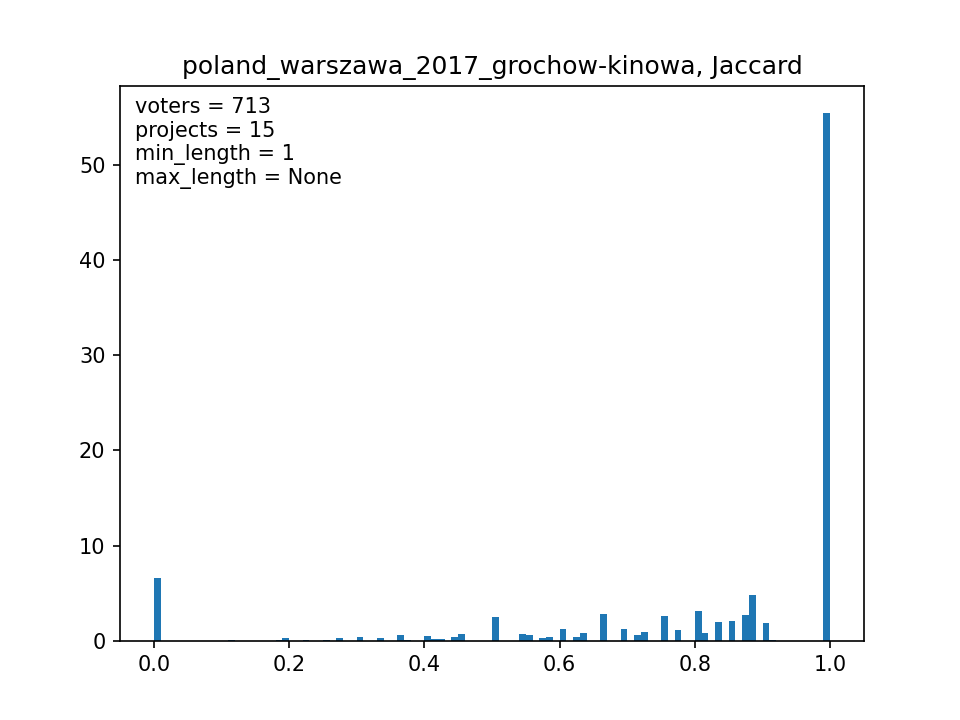 poland_warszawa_2017_grochow-kinowa, Jaccard
voters = 713
projects = 15
min_length = 1
max_length = None
50
40
30
20
10
0
0.0 0.2 0.4 0.6 0.8 1.0